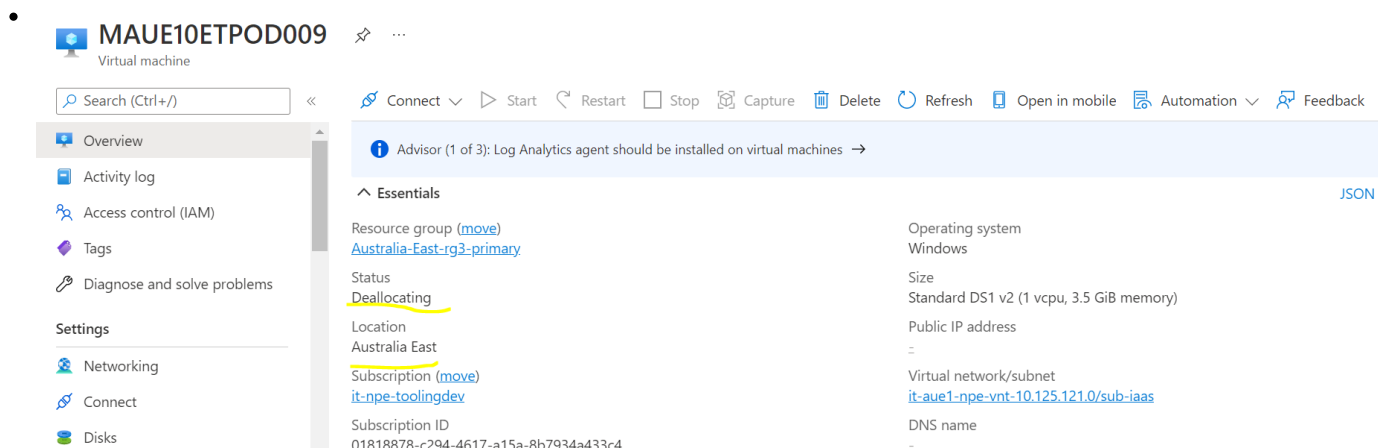 MAUE10ETPOD009
Virtual machine
Search (Ctrl+/)
Connect Start Restart Stop Capture Delete Refresh Open in mobile Automation Feedback
Overview
Activity log
Access control (IAM)
Tags
Diagnose and solve problems
Settings
Networking
Connect
Disks
Advisor (1 of 3): Log Analytics agent should be installed on virtual machines →
Essentials
JSON
Resource group (move)
Australia-East-rg3-primary
Status
Deallocating
Location
Australia East
Subscription (move)
it-npe-toolingdev
Subscription ID
01818878-c294-4617-a15a-8b7934a433c4
Operating system
Windows
Size
Standard DS1 v2 (1 vcpu, 3.5 GiB memory)
Public IP address
-
Virtual network/subnet
it-aue1-npe-vnt-10.125.121.0/sub-iaas
DNS name
-